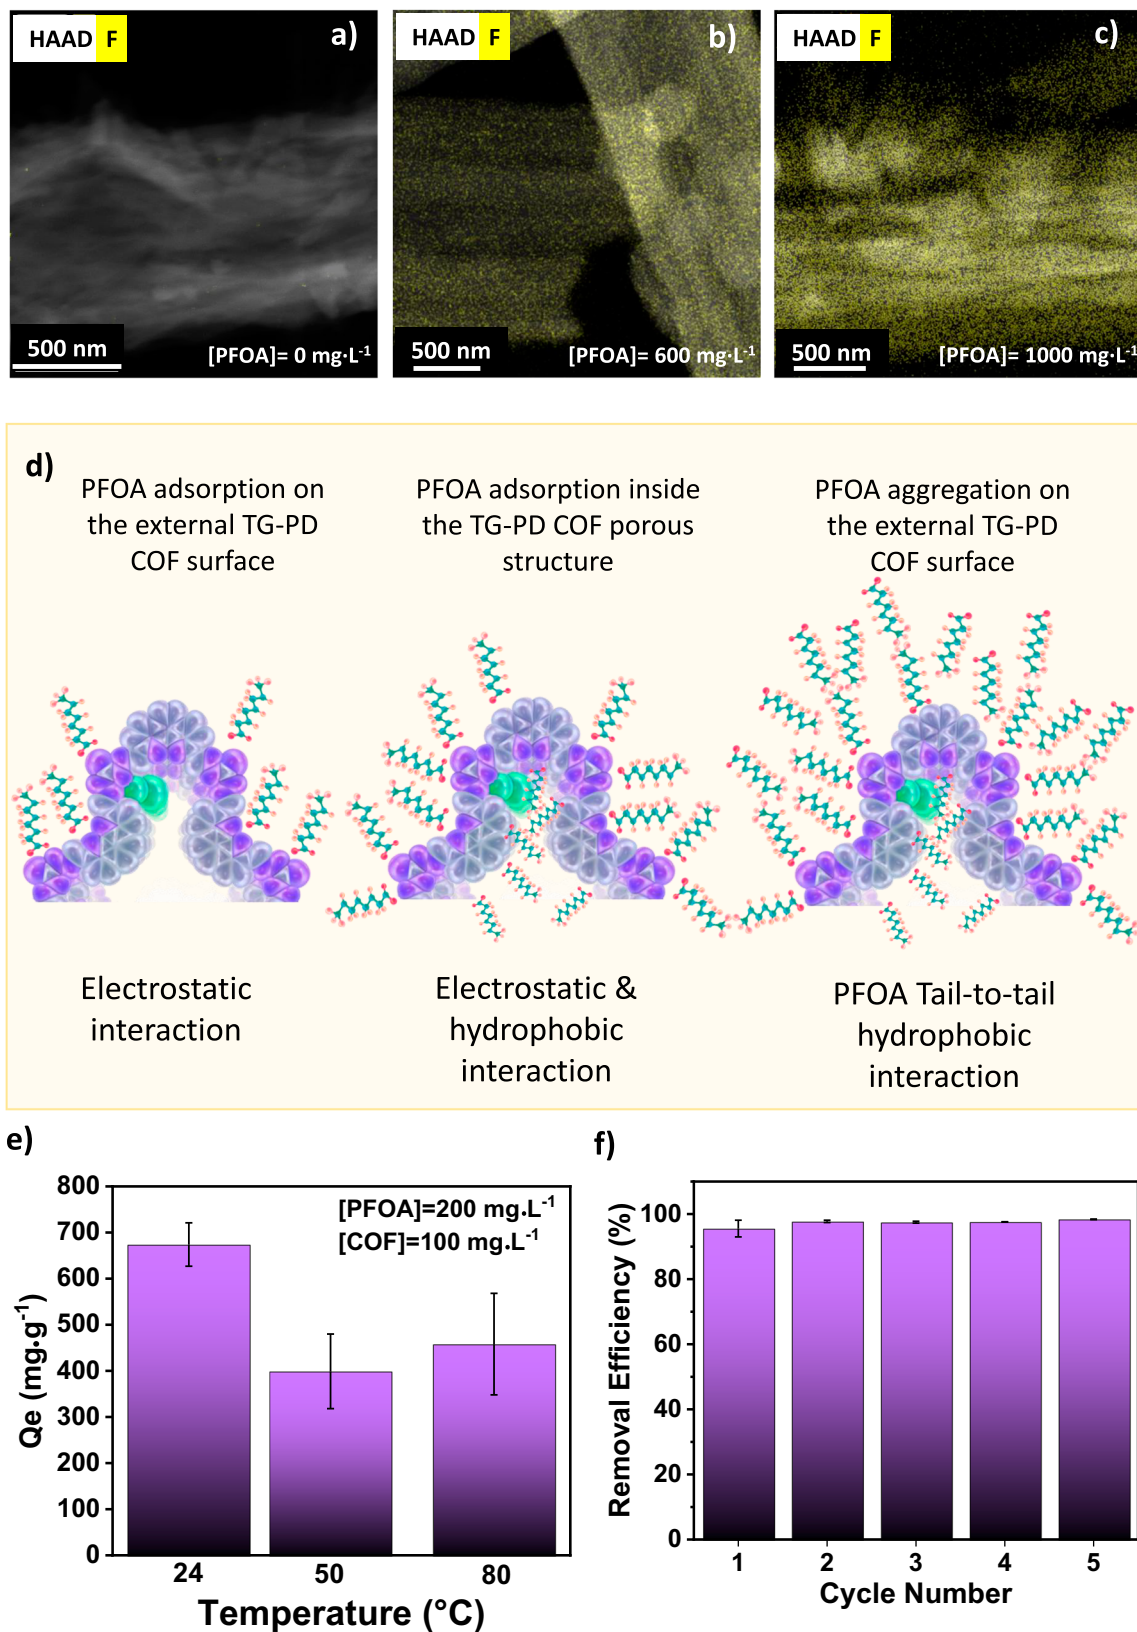 HAAD F
a)
500 nm
[PFOA]= 0 mg·L⁻¹
HAAD F
b)
500 nm
[PFOA]= 600 mg·L⁻¹
HAAD F
c)
500 nm
[PFOA]= 1000 mg·L⁻¹
d)
PFOA adsorption on
the external TG-PD
COF surface
PFOA adsorption inside
the TG-PD COF porous
structure
PFOA aggregation on
the external TG-PD
COF surface
Electrostatic
interaction
Electrostatic &
hydrophobic
interaction
PFOA Tail-to-tail
hydrophobic
interaction
e)
[PFOA]=200 mg.L⁻¹
[COF]=100 mg.L⁻¹
Qe (mg.g⁻¹)
800
700
600
500
400
300
200
100
0
24 50 80
Temperature (°C)
f)
Removal Efficiency (%)
100
80
60
40
20
0
1 2 3 4 5
Cycle Number